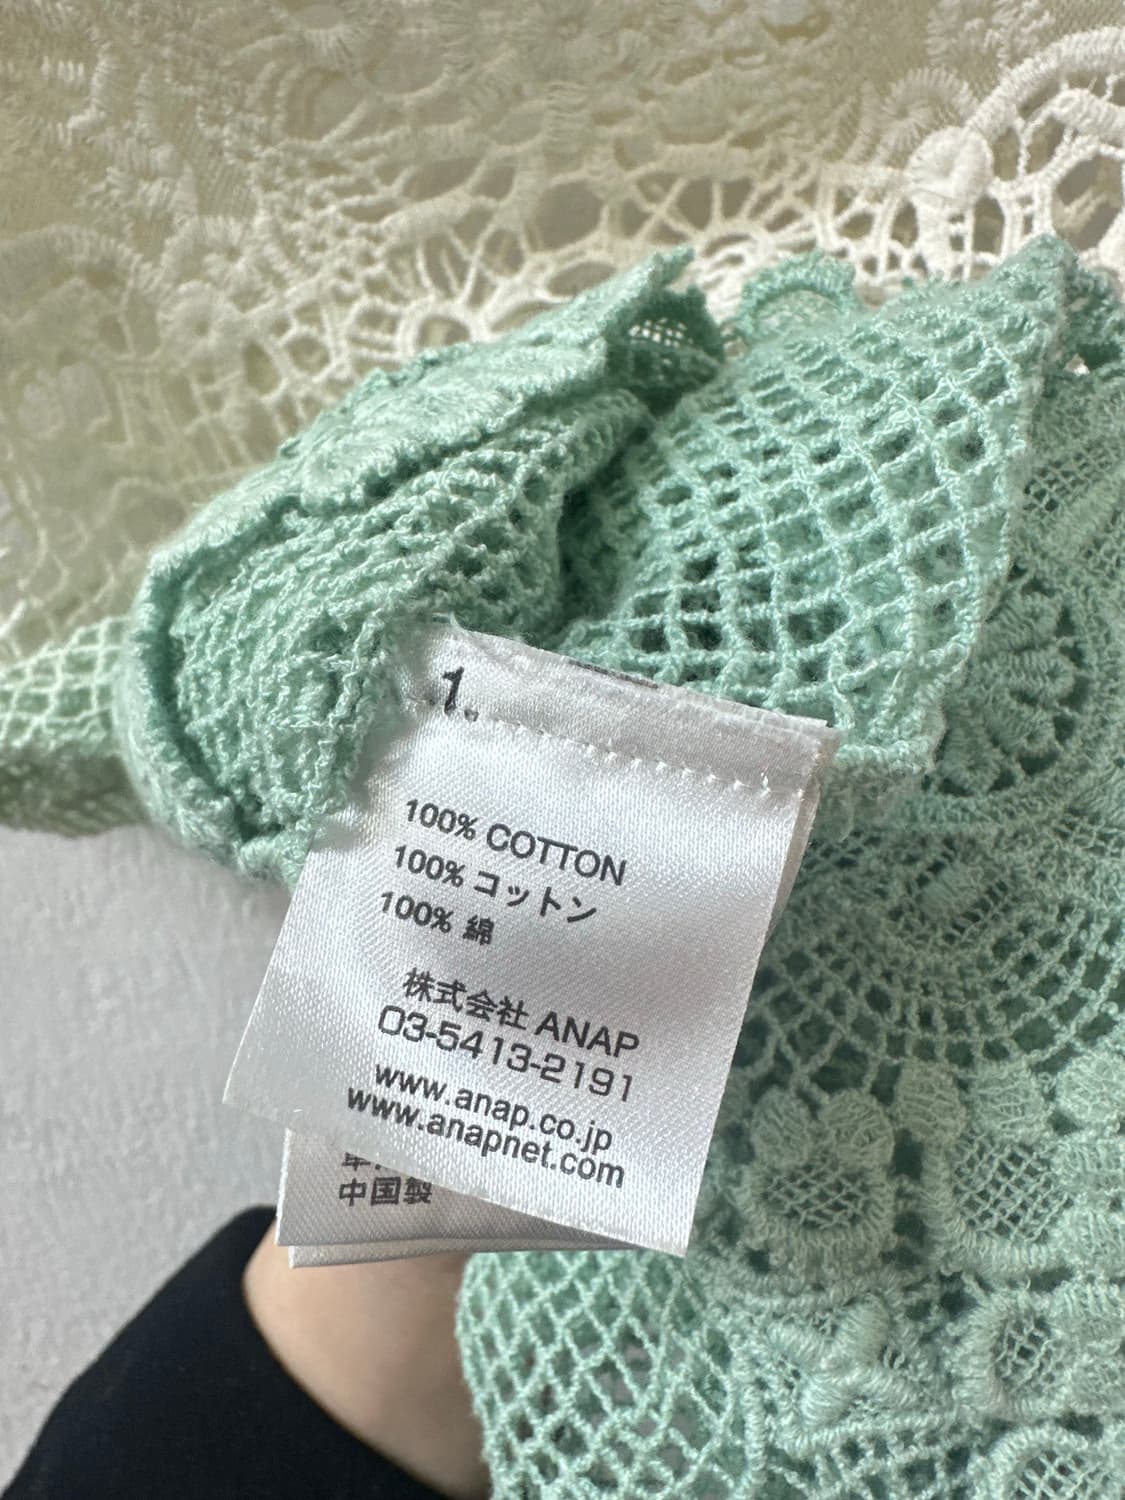 1.
100% COTTON
100% コットン
100% 綿
株式会社 ANAP
03-5413-2191
www.anap.co.jp
www.anapnet.com
中国製